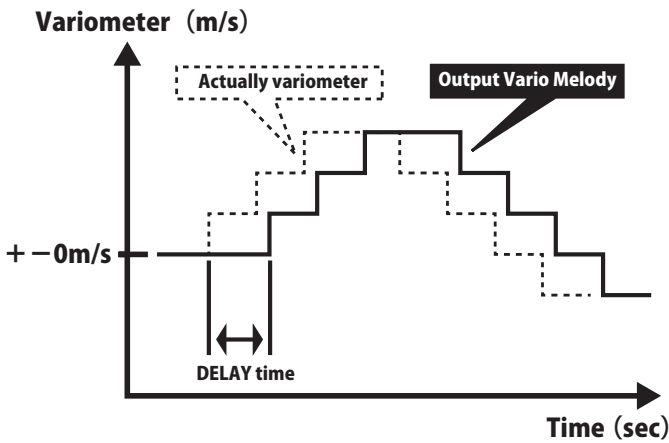 Variometer (m/s)
Actually variometer
Output Vario Melody
+－0m/s
DELAY time
Time (sec)